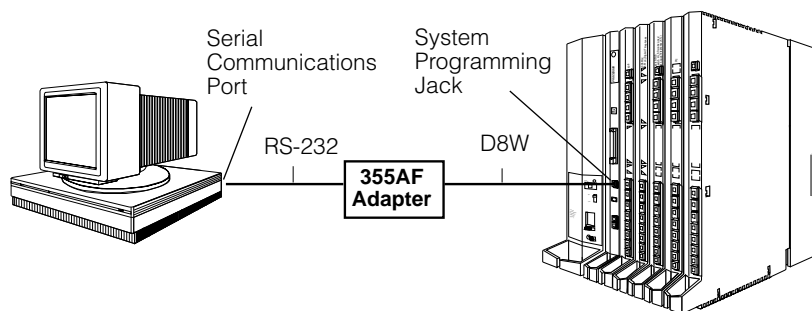 Serial
Communications
Port
System
Programming
Jack
RS-232
D8W
355AF
Adapter